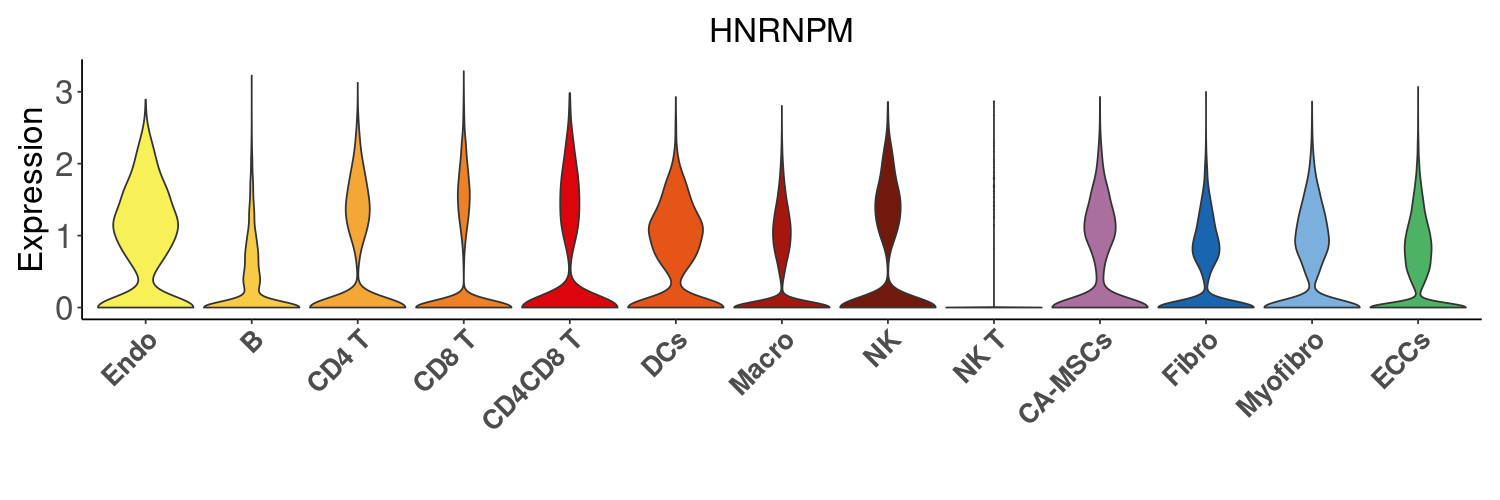 HNRNPM
Expression
3
2
1
0
Endo
B
CD4 T
CD8 T
CD4CD8 T
DCs
Macro
NK
NK T
CA-MSCs
Fibro
Myofibro
ECCs